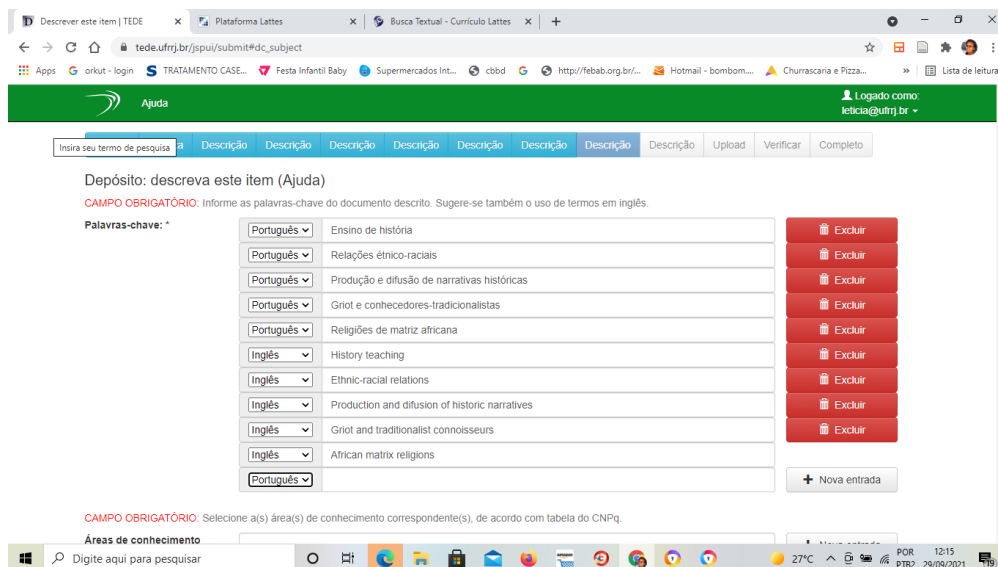 Descrever este item | TEDE
Plataforma Lattes
Busca Textual - Currículo Lattes
tede.ufrrj.br/jspui/submit#dc_subject
Apps
orkut - login
TRATAMENTO CASE...
Festa Infantil Baby
Supermercados Int...
cbbd
http://febab.org.br/...
Hotmail - bombom....
Churrascaria e Pizza...
»
Lista de leitura
Ajuda
Logado como:
leticia@ufrrj.br
Insira seu termo de pesquisa
a
Descrição
Descrição
Descrição
Descrição
Descrição
Descrição
Descrição
Descrição
Upload
Verificar
Completo
Depósito: descreva este item (Ajuda)
CAMPO OBRIGATÓRIO: Informe as palavras-chave do documento descrito. Sugere-se também o uso de termos em inglês.
Palavras-chave: *
Português Ensino de história Excluir
Português Relações étnico-raciais Excluir
Português Produção e difusão de narrativas históricas Excluir
Português Griot e conhecedores-tradicionalistas Excluir
Português Religiões de matriz africana Excluir
Inglês History teaching Excluir
Inglês Ethnic-racial relations Excluir
Inglês Production and difusion of historic narratives Excluir
Inglês Griot and traditionalist connoisseurs Excluir
Inglês African matrix religions
Português + Nova entrada
CAMPO OBRIGATÓRIO: Selecione a(s) área(s) de conhecimento correspondente(s), de acordo com tabela do CNPq.
Áreas de conhecimento
Nova entrada
Digite aqui para pesquisar
27°C
POR
PTB2
12:15
29/09/2021